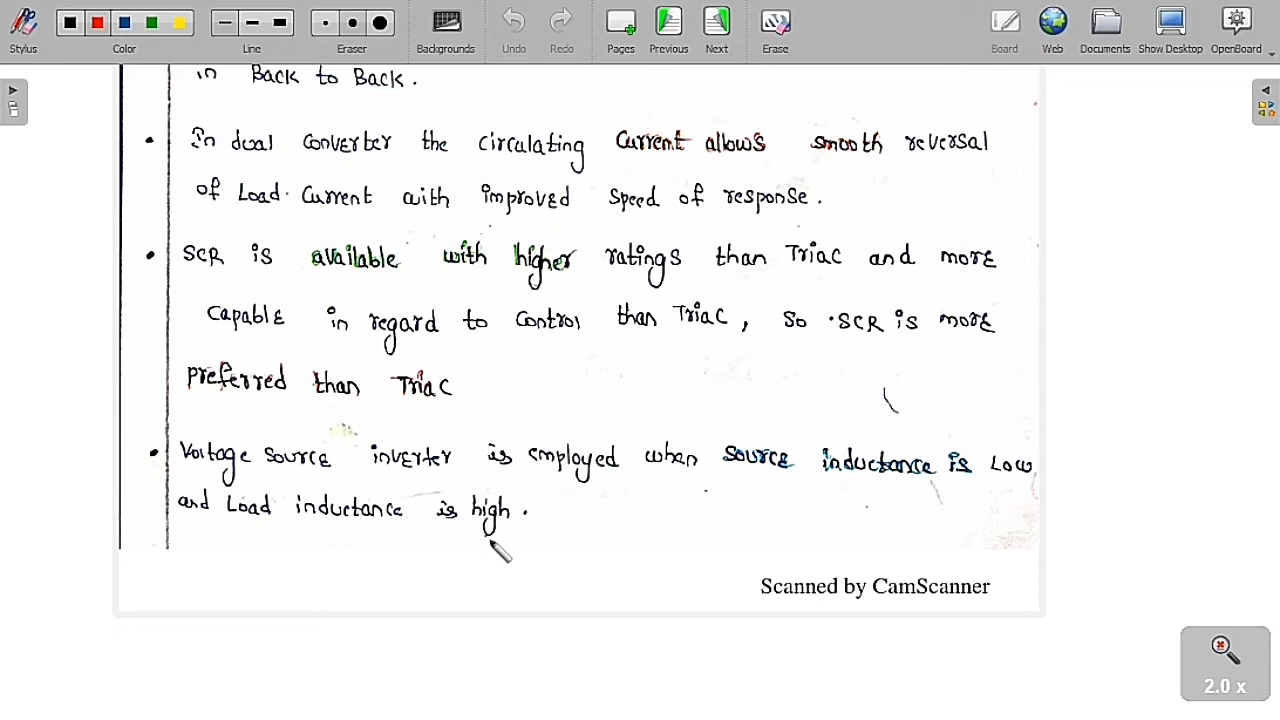 Stylus Color Line Eraser Backgrounds Undo Redo Pages Previous Next Erase Board Web Documents Show Desktop OpenBoard
in Back to Back.
• In dual converter the circulating current allows smooth reversal
of Load. Current with improved speed of response.
• SCR is available with higher ratings than Triac and more
capable in regard to control than Triac, so SCR is more
preferred than Triac
• Voltage source inverter is employed when source inductance is Low
and Load inductance is high.
Scanned by CamScanner
2.0 x